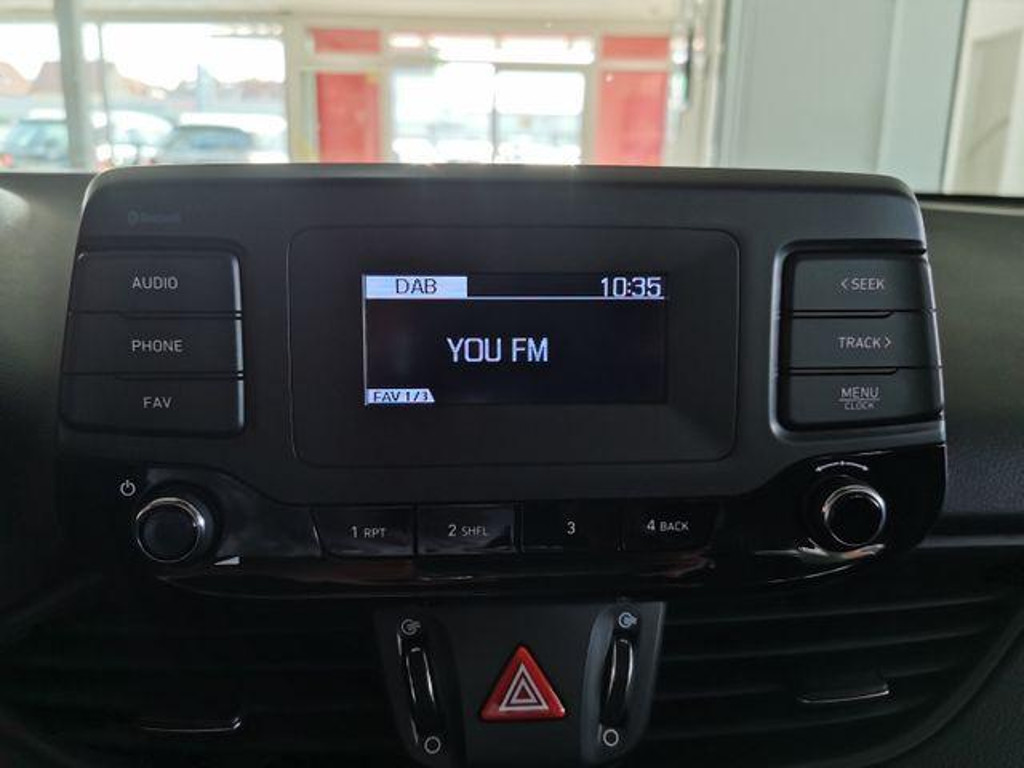 Bluetooth
AUDIO
PHONE
FAV
DAB 10:35
YOU FM
FAV 1/3
< SEEK
TRACK >
MENU
CLOCK
1 RPT
2 SHFL
3
4 BACK